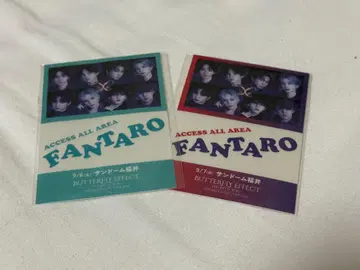 ACCESS ALL AREA
FANTARO
サンドーム福井
BUTTERFLY EFFECT
ACCESS ALL AREA
FANTARO
サンドーム福井
BUTTERFLY EFFECT